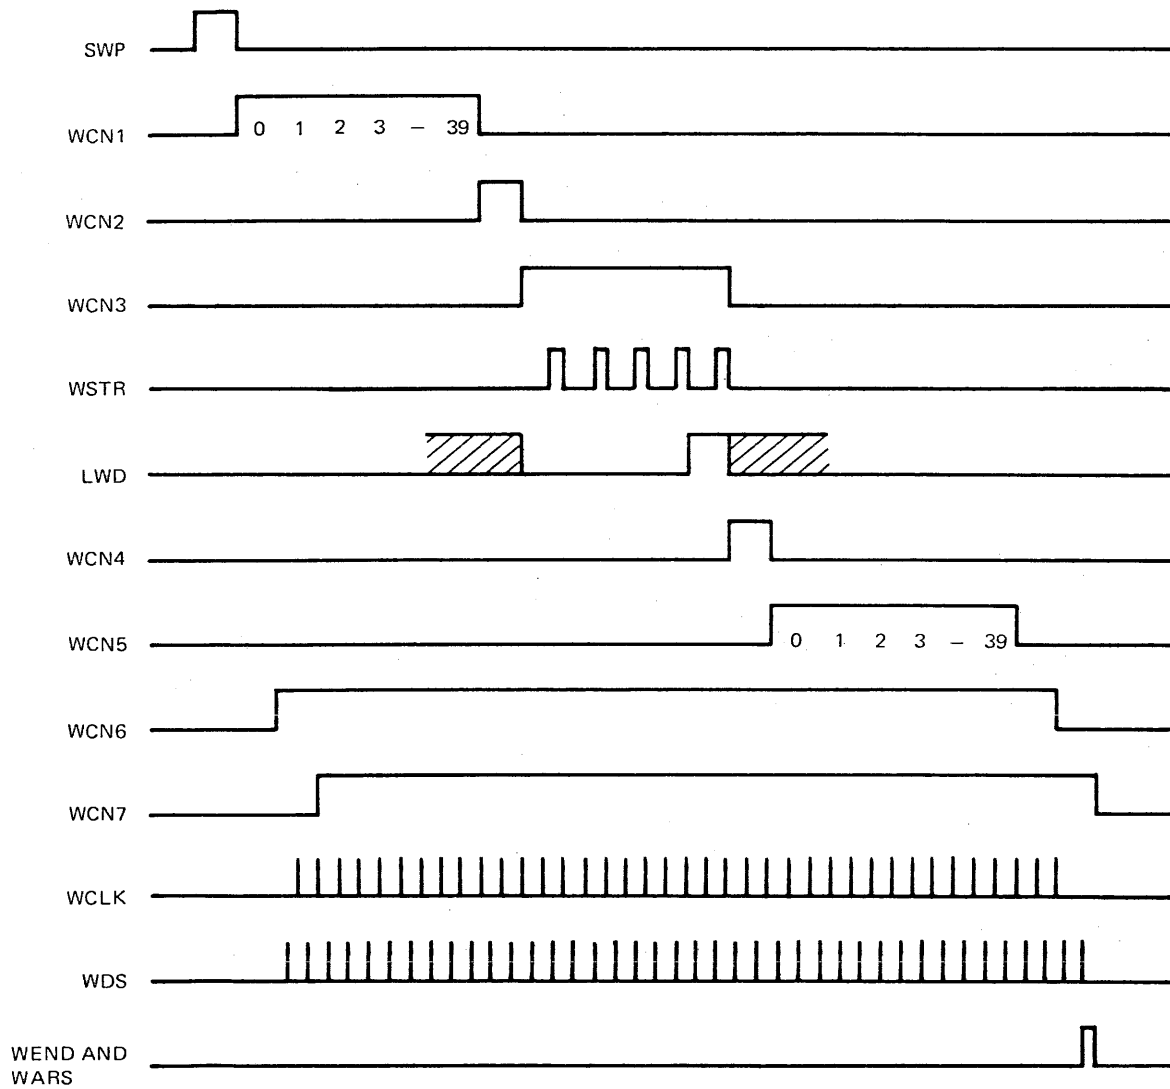 SWP
WCN1 0 1 2 3 – 39
WCN2
WCN3
WSTR
LWD
WCN4
WCN5 0 1 2 3 – 39
WCN6
WCN7
WCLK
WDS
WEND AND
WARS